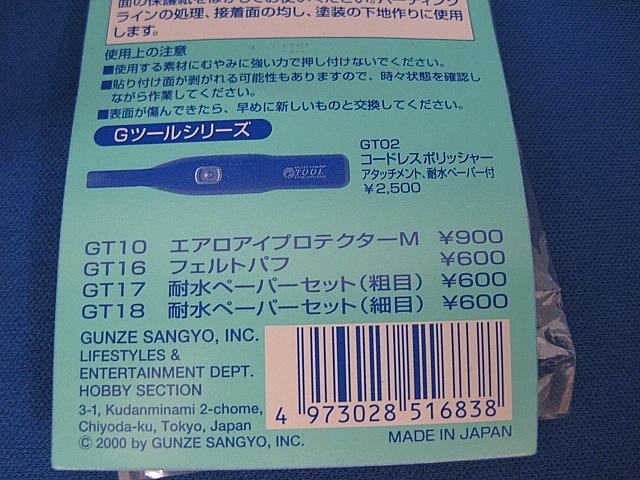 面の保護紙をはがしてお使いください。パーティング
ラインの処理、接着面の均し、塗装の下地作りに使用
します。
使用上の注意
■使用する素材にむやみに強い力で押し付けないでください。
■貼り付け面が剥がれる可能性もありますので、時々状態を確認し
ながら作業してください。
■表面が傷んできたら、早めに新しいものと交換してください。
Gツールシリーズ
GT02
コードレスポリッシャー
アタッチメント、耐水ペーパー付
¥2,500
TOOL
GT10 エアロアイプロテクターM ¥900
GT16 フェルトパフ ¥600
GT17 耐水ペーパーセット(粗目) ¥600
GT18 耐水ペーパーセット(細目) ¥600
GUNZE SANGYO, INC.
LIFESTYLES &
ENTERTAINMENT DEPT.
HOBBY SECTION
3-1, Kudanminami 2-chome,
Chiyoda-ku, Tokyo, Japan
© 2000 by GUNZE SANGYO, INC.
4 973028 516838
MADE IN JAPAN